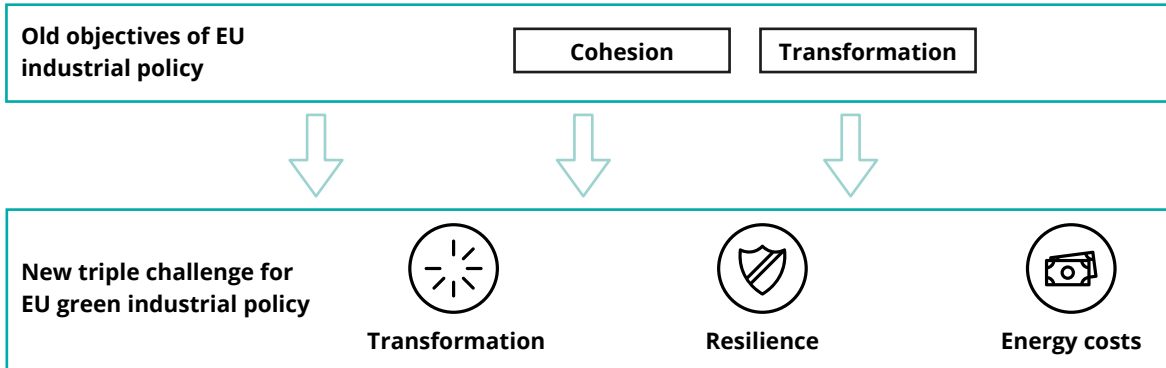 Old objectives of EU
industrial policy
Cohesion
Transformation
New triple challenge for
EU green industrial policy
Transformation
Resilience
Energy costs